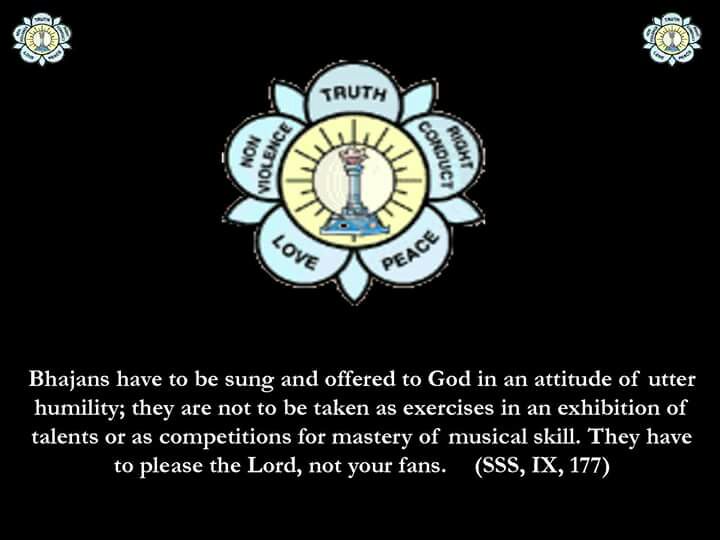 TRUTH
NON
VIOLENCE
RIGHT
CONDUCT
LOVE
PEACE
Bhajans have to be sung and offered to God in an attitude of utter
humility; they are not to be taken as exercises in an exhibition of
talents or as competitions for mastery of musical skill. They have
to please the Lord, not your fans. (SSS, IX, 177)